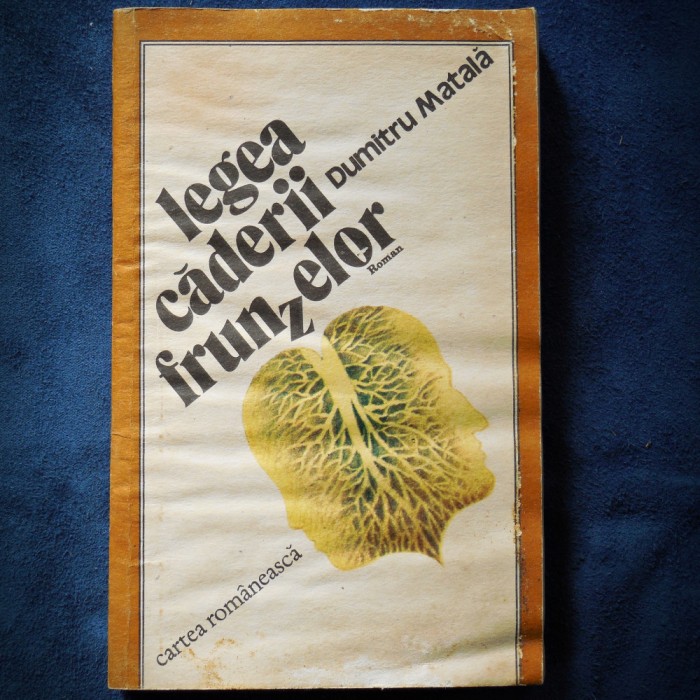 Dumitru Matală
legea
căderii
frunzelor
Roman
cartea românească